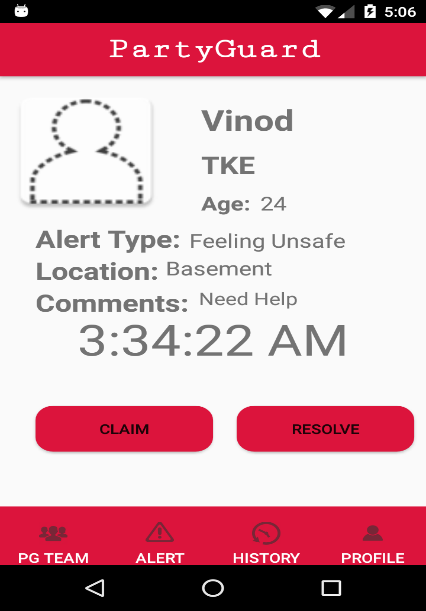 5:06
PartyGuard
Vinod
TKE
Age: 24
Alert Type: Feeling Unsafe
Location: Basement
Comments: Need Help
3:34:22 AM
CLAIM RESOLVE
PG TEAM ALERT HISTORY PROFILE